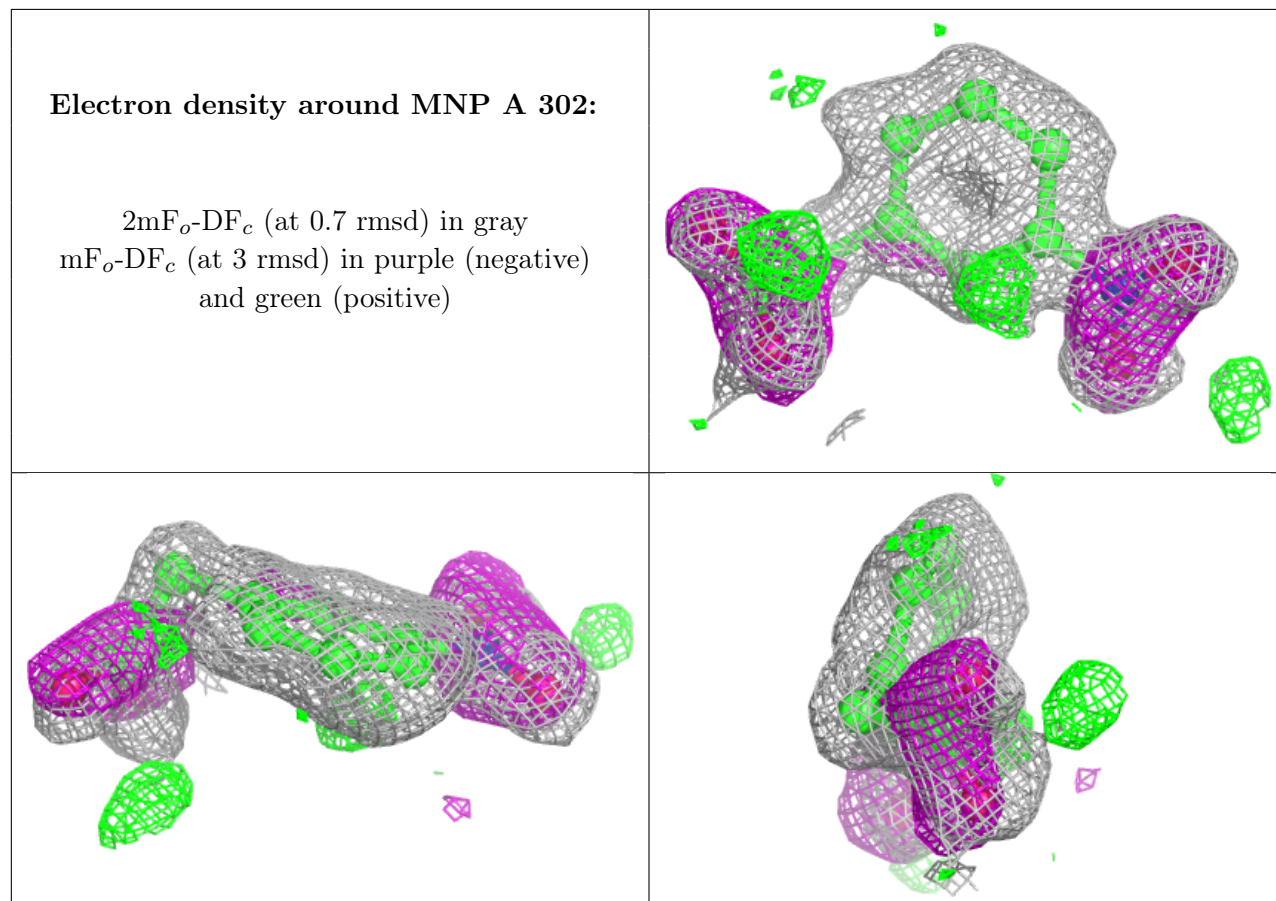 Electron density around MNP A 302:
2mFo-DFc (at 0.7 rmsd) in gray
mFo-DFc (at 3 rmsd) in purple (negative)
and green (positive)